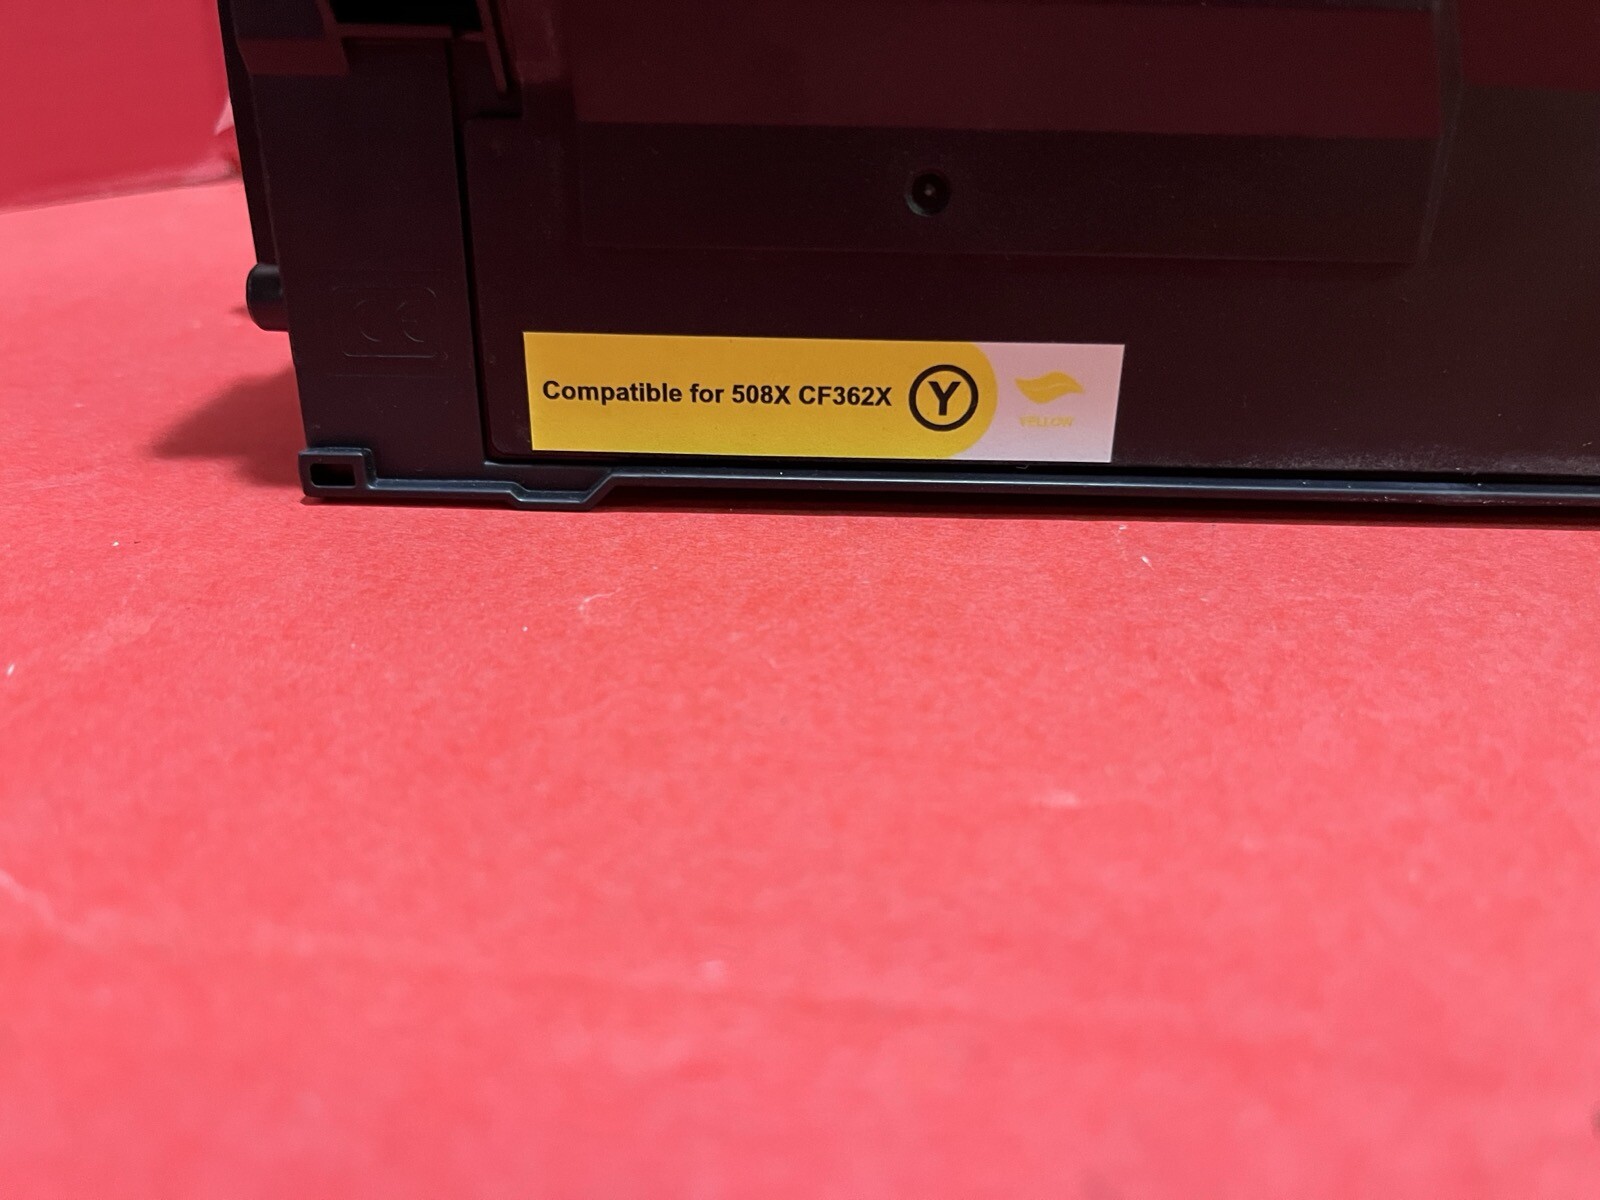 Compatible for 508X CF362X Y
YELLOW